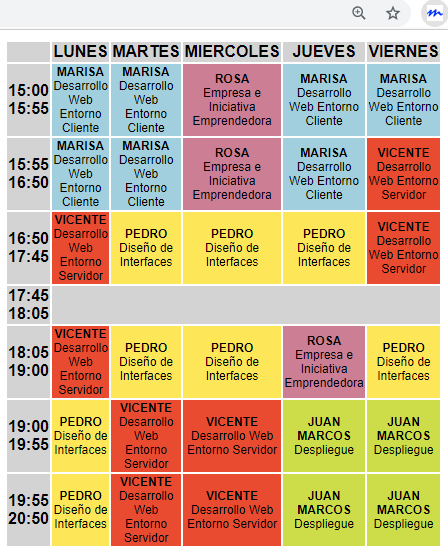 LUNES MARTES MIERCOLES JUEVES VIERNES
15:00
15:55
MARISA
Desarrollo
Web
Entorno
Cliente
MARISA
Desarrollo
Web
Entorno
Cliente
ROSA
Empresa e
Iniciativa
Emprendedora
MARISA
Desarrollo
Web Entorno
Cliente
MARISA
Desarrollo
Web Entorno
Cliente
15:55
16:50
MARISA
Desarrollo
Web
Entorno
Cliente
MARISA
Desarrollo
Web
Entorno
Cliente
ROSA
Empresa e
Iniciativa
Emprendedora
MARISA
Desarrollo
Web Entorno
Cliente
VICENTE
Desarrollo
Web Entorno
Servidor
16:50
17:45
VICENTE
Desarrollo
Web
Entorno
Servidor
PEDRO
Diseño de
Interfaces
PEDRO
Diseño de
Interfaces
PEDRO
Diseño de
Interfaces
VICENTE
Desarrollo
Web Entorno
Servidor
17:45
18:05
18:05
19:00
VICENTE
Desarrollo
Web
Entorno
Servidor
PEDRO
Diseño de
Interfaces
PEDRO
Diseño de
Interfaces
ROSA
Empresa e
Iniciativa
Emprendedora
PEDRO
Diseño de
Interfaces
19:00
19:55
PEDRO
Diseño de
Interfaces
VICENTE
Desarrollo
Web
Entorno
Servidor
VICENTE
Desarrollo Web
Entorno Servidor
JUAN
MARCOS
Despliegue
JUAN
MARCOS
Despliegue
19:55
20:50
PEDRO
Diseño de
Interfaces
VICENTE
Desarrollo
Web
Entorno
Servidor
VICENTE
Desarrollo Web
Entorno Servidor
JUAN
MARCOS
Despliegue
JUAN
MARCOS
Despliegue